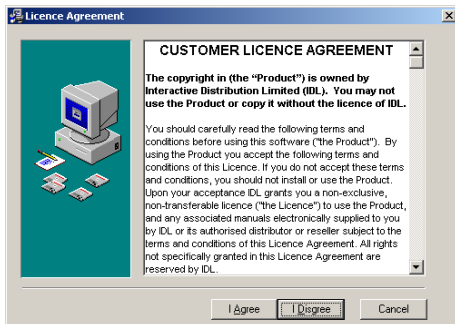 Licence Agreement
CUSTOMER LICENCE AGREEMENT
The copyright in (the “Product”) is owned by
Interactive Distribution Limited (IDL). You may not
use the Product or copy it without the licence of IDL.
You should carefully read the following terms and
conditions before using this software ("the Product"). By
using the Product you accept the following terms and
conditions of this Licence. If you do not accept these terms
and conditions, you should not install or use the Product.
Upon your acceptance IDL grants you a non-exclusive,
non-transferable licence ("the Licence") to use the Product,
and any associated manuals electronically supplied to you
by IDL or its authorised distributor or reseller subject to the
terms and conditions of this Licence Agreement. All rights
not specifically granted in this Licence Agreement are
reserved by IDL.
I Agree
I Disgree
Cancel